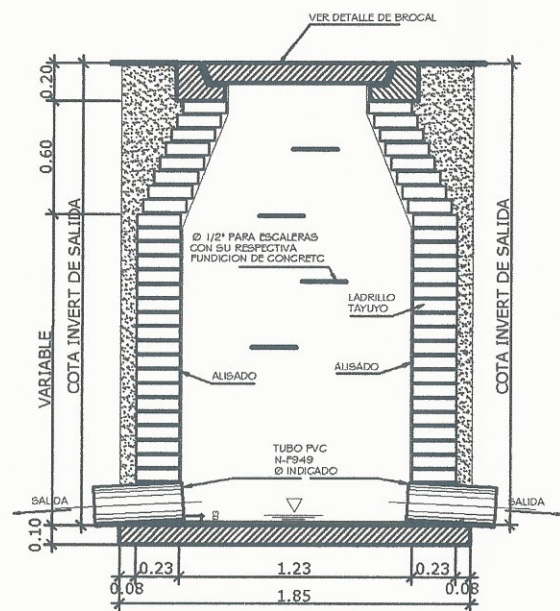 VER DETALLE DE BROCAL
0.20
0.60
VARIABLE
0.10
COTA INVERT DE SALIDA
Ø 1/2" PARA ESCALERAS
CON SU RESPECTIVA
FUNDICION DE CONCRETO
LADRILLO
TAYUYO
ALISADO
ALISADO
COTA INVERT DE SALIDA
TUBO PVC
N-F949
Ø INDICADO
SALIDA
SALIDA
0.08
0.23
1.23
0.23
0.08
1.85